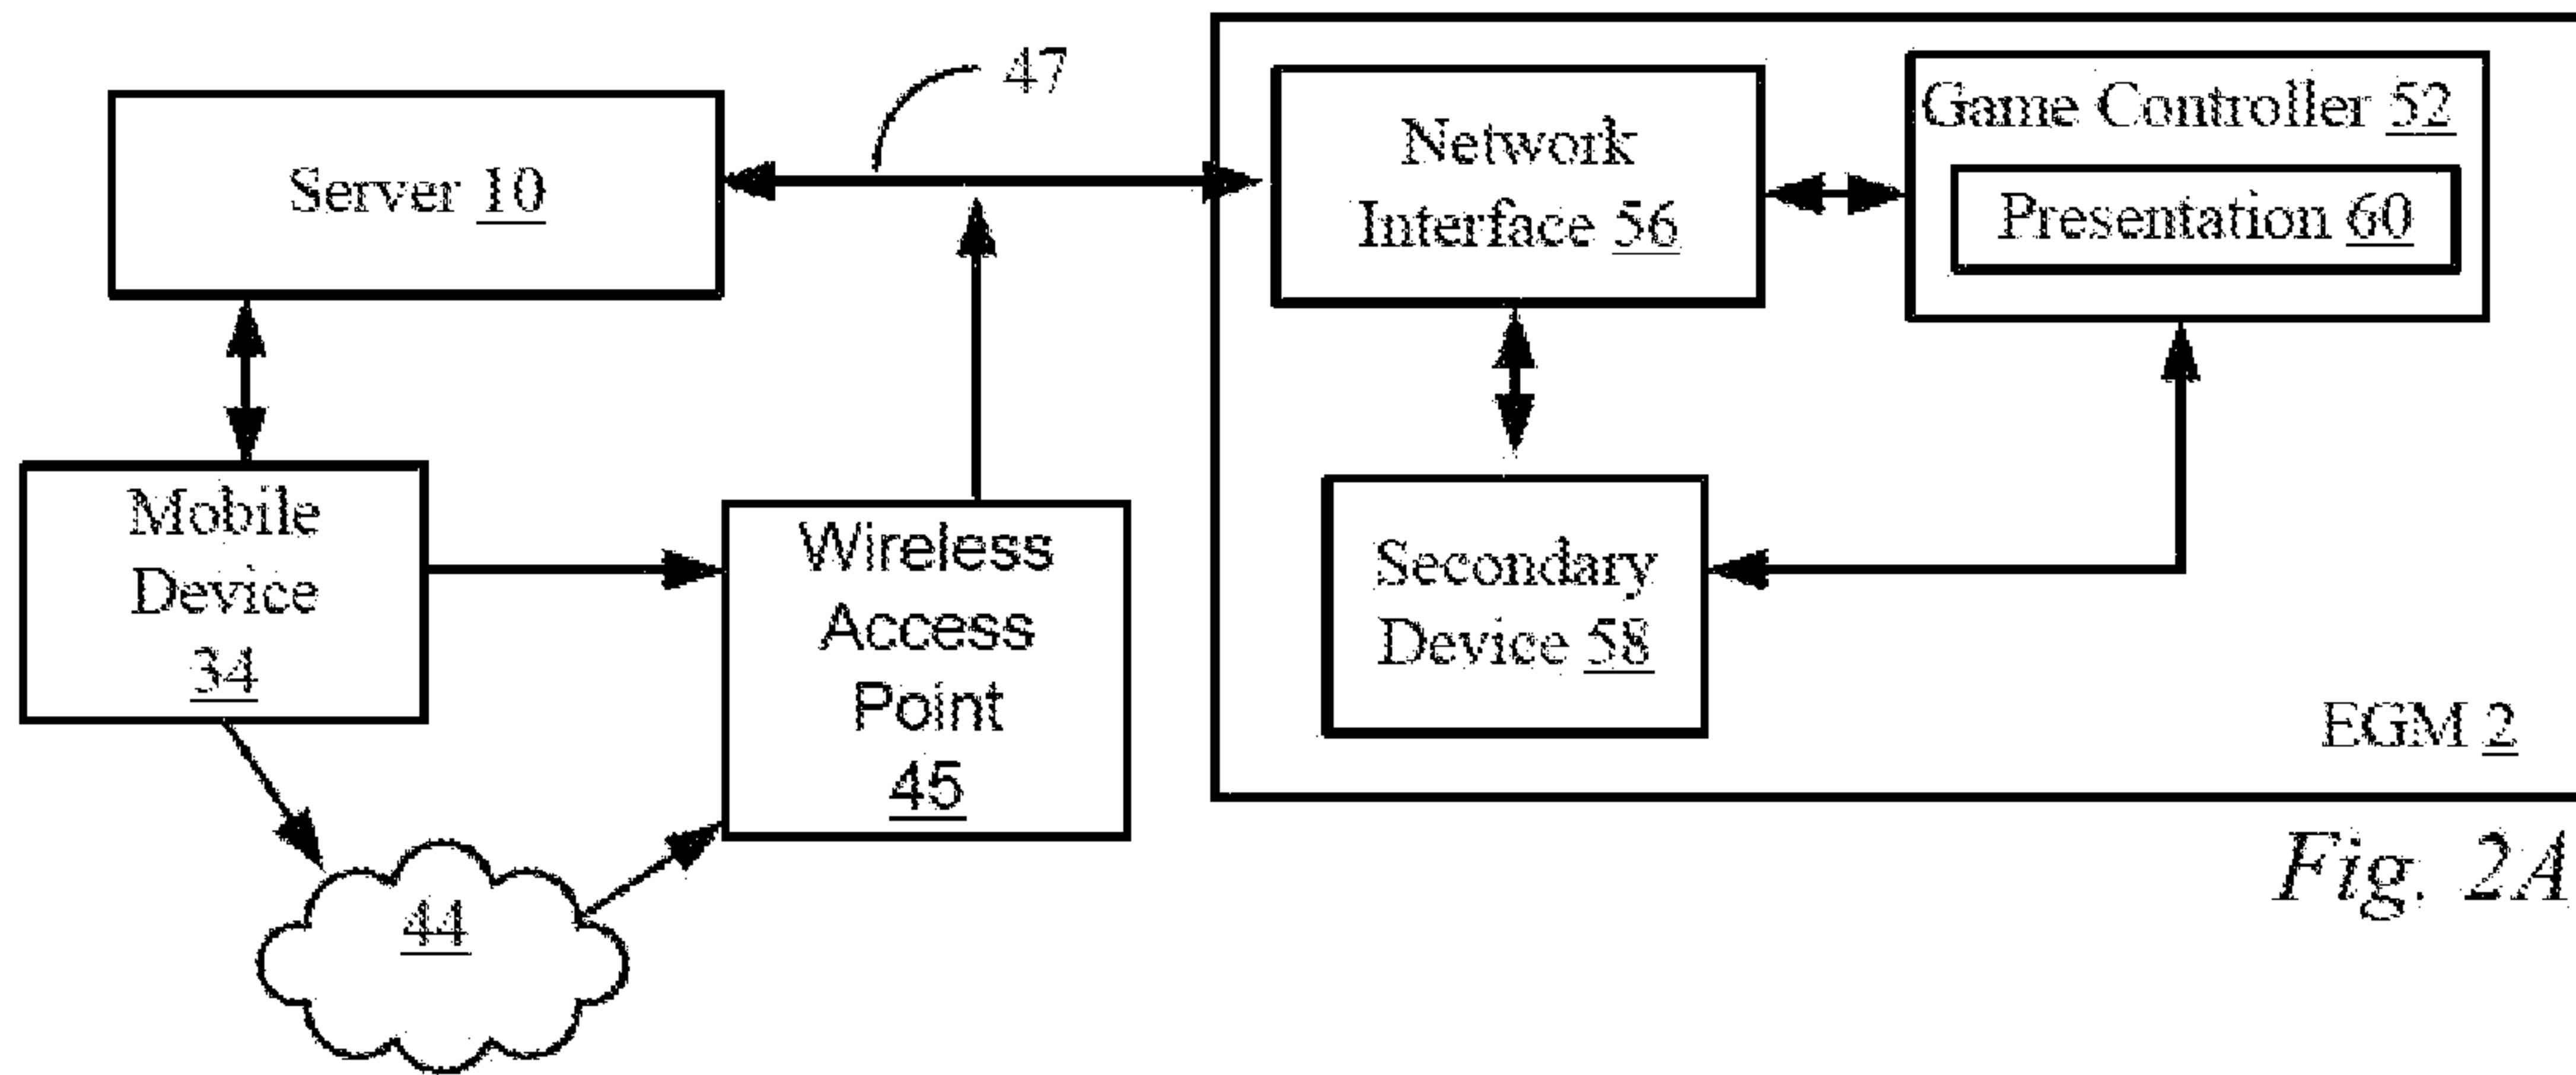 47
Server 10
Network
Interface 56
Game Controller 52
Presentation 60
Mobile
Device
34
Wireless
Access
Point
45
Secondary
Device 58
EGM 2
44
Fig. 2A